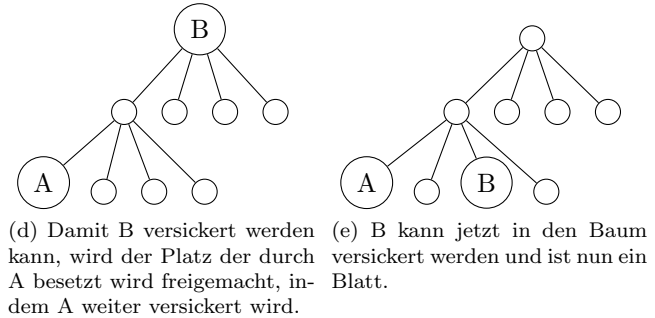 B
A
A
B
(d) Damit B versickert werden
kann, wird der Platz der durch
A besetzt wird freigemacht, in-
dem A weiter versickert wird.
(e) B kann jetzt in den Baum
versickert werden und ist nun ein
Blatt.